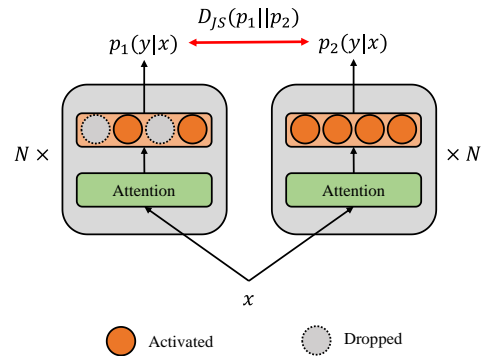 D_JS(p_1||p_2)
p_1(y|x)
p_2(y|x)
N ×
Attention
Attention
× N
x
Activated
Dropped